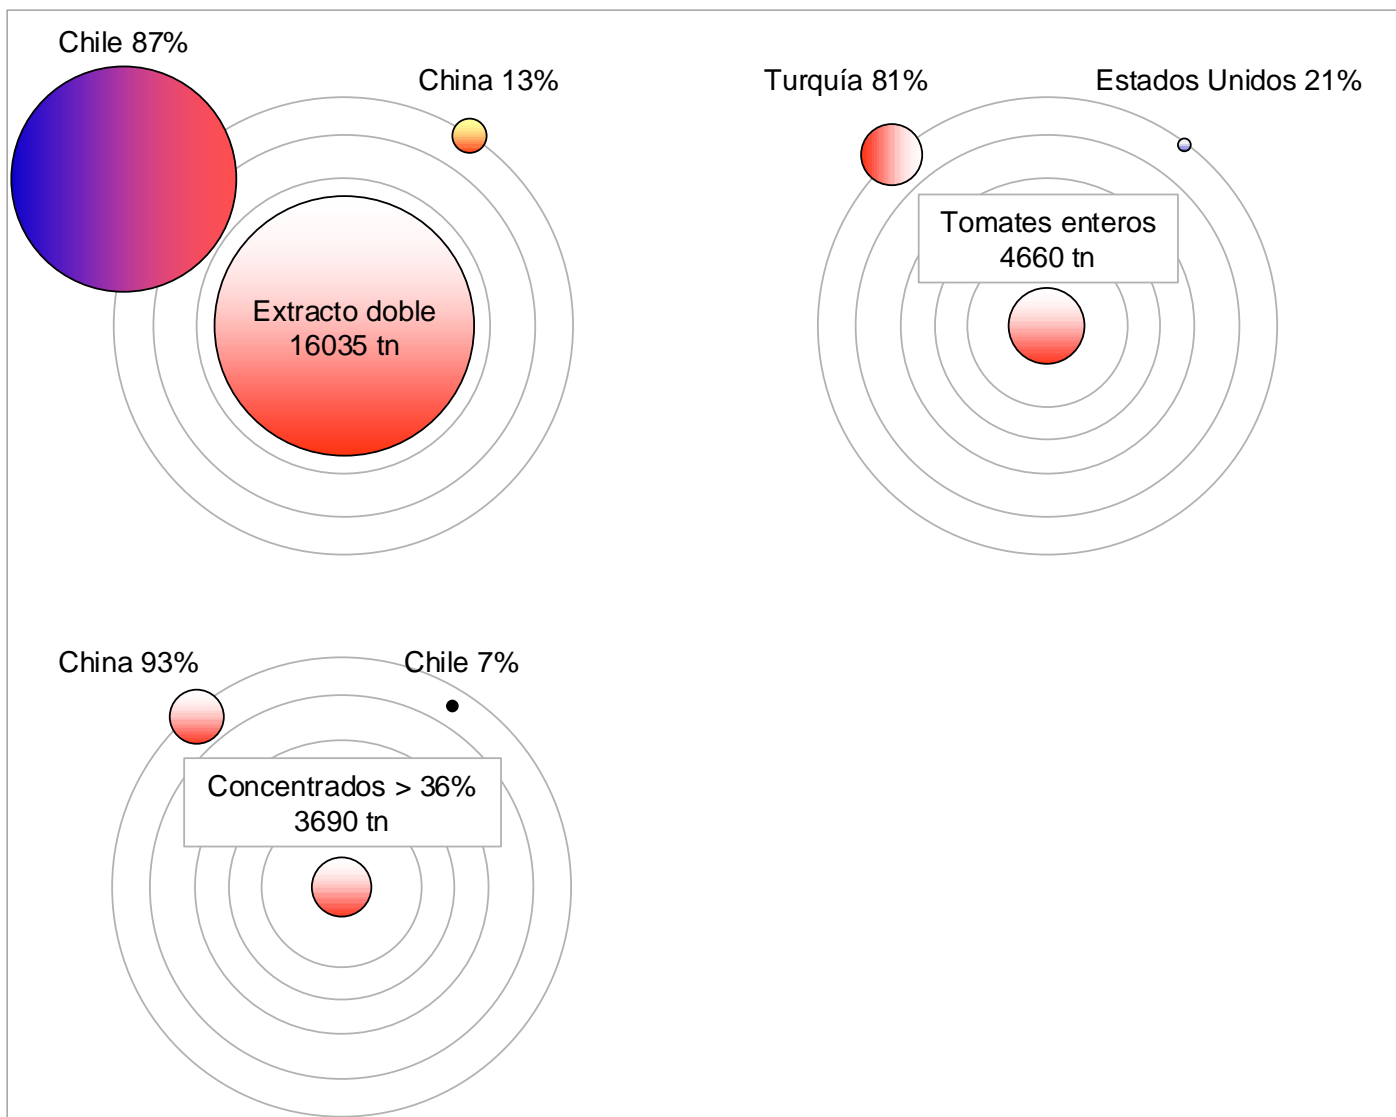 Chile 87%
China 13%
Extracto doble
16035 tn
Turquía 81%
Estados Unidos 21%
Tomates enteros
4660 tn
China 93%
Chile 7%
Concentrados > 36%
3690 tn